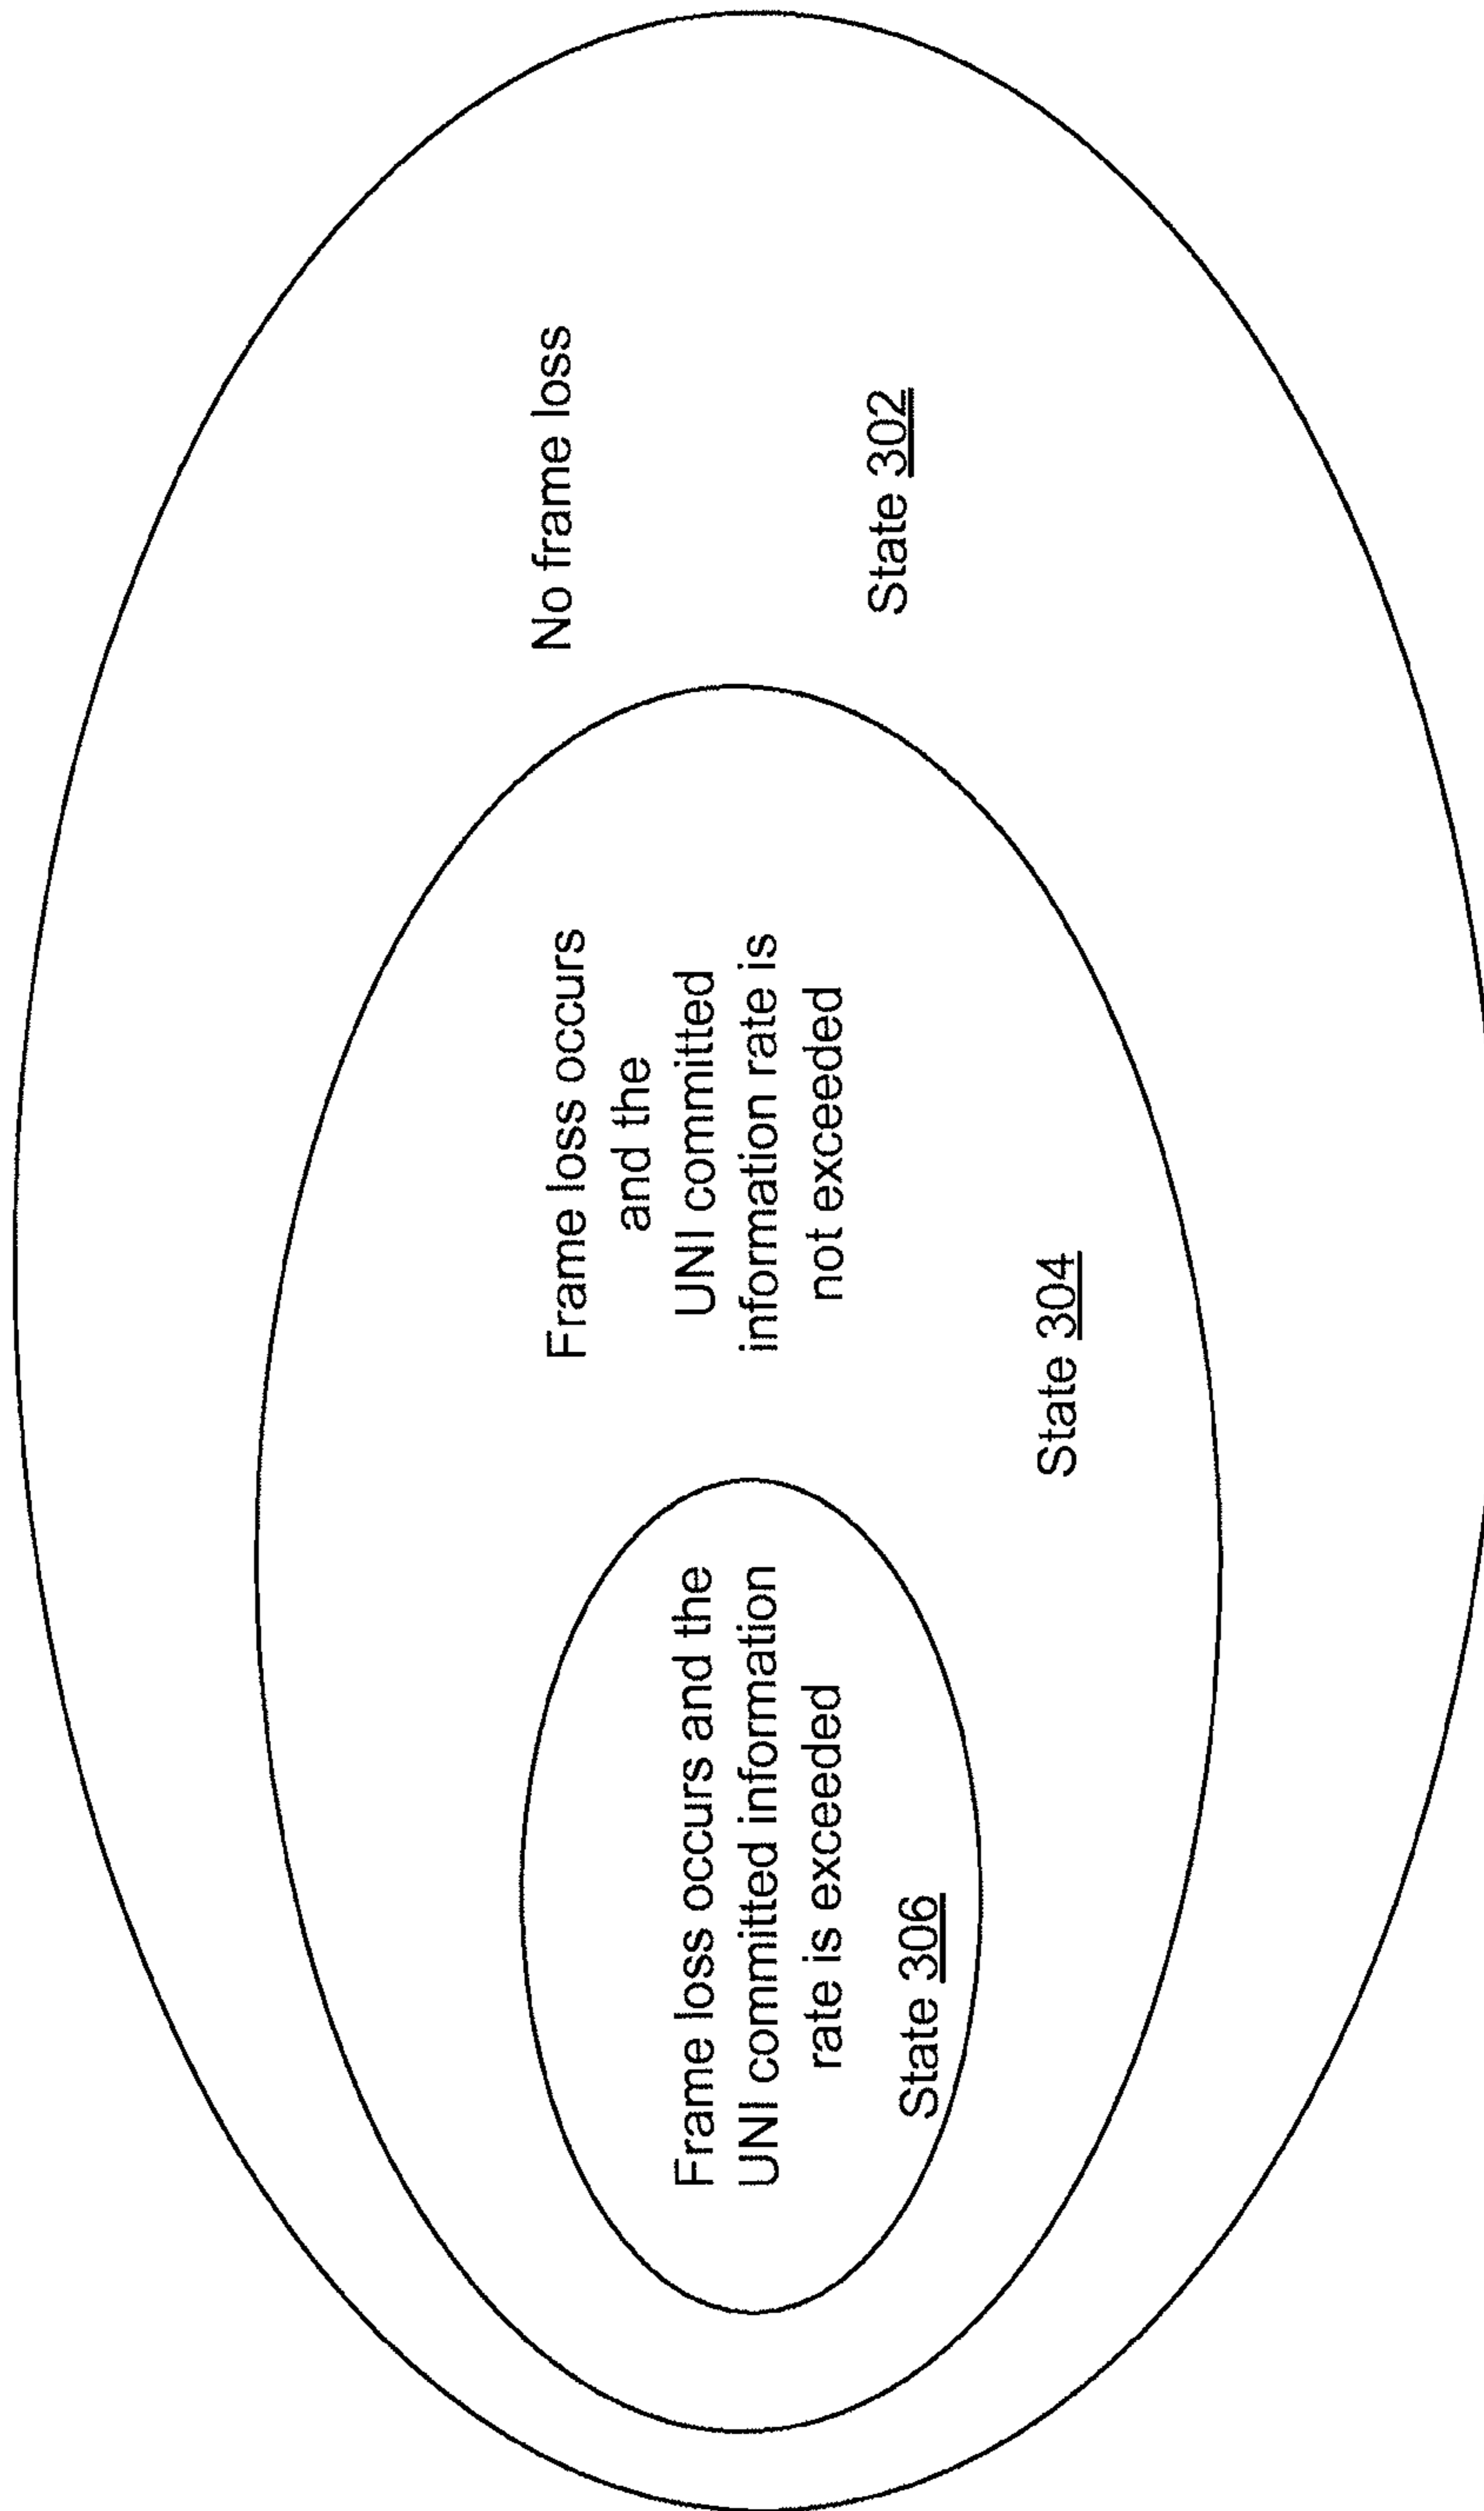 Frame loss occurs and the
UNI committed information
rate is exceeded
State 306
Frame loss occurs
and the
UNI committed
information rate is
not exceeded
State 304
No frame loss
State 302